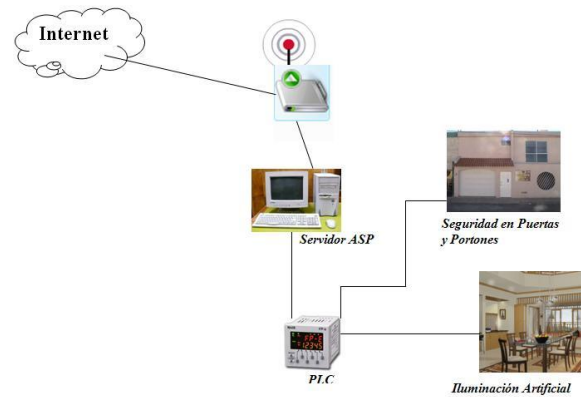 Internet
Servidor ASP
Seguridad en Puertas
y Portones
PLC
Iluminación Artificial